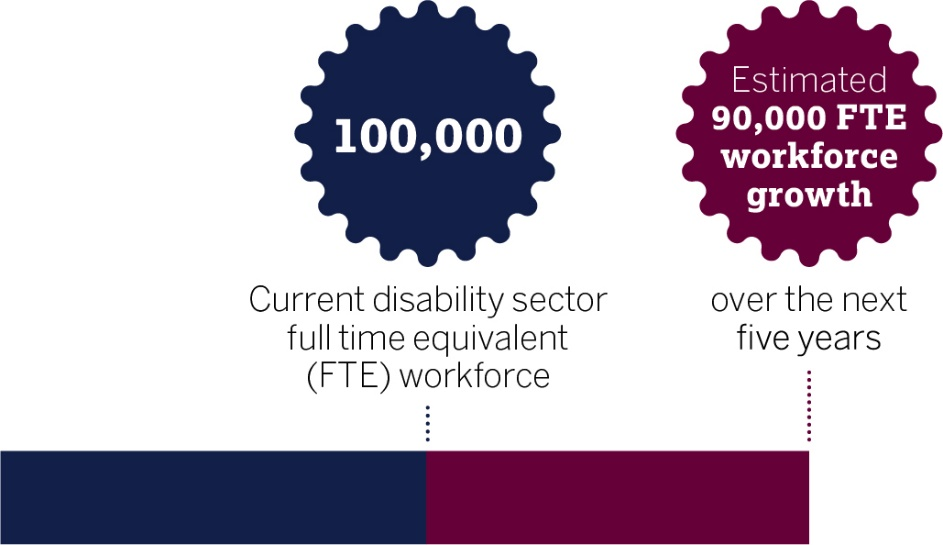 100,000
Current disability sector
full time equivalent
(FTE) workforce
Estimated
90,000 FTE
workforce
growth
over the next
five years